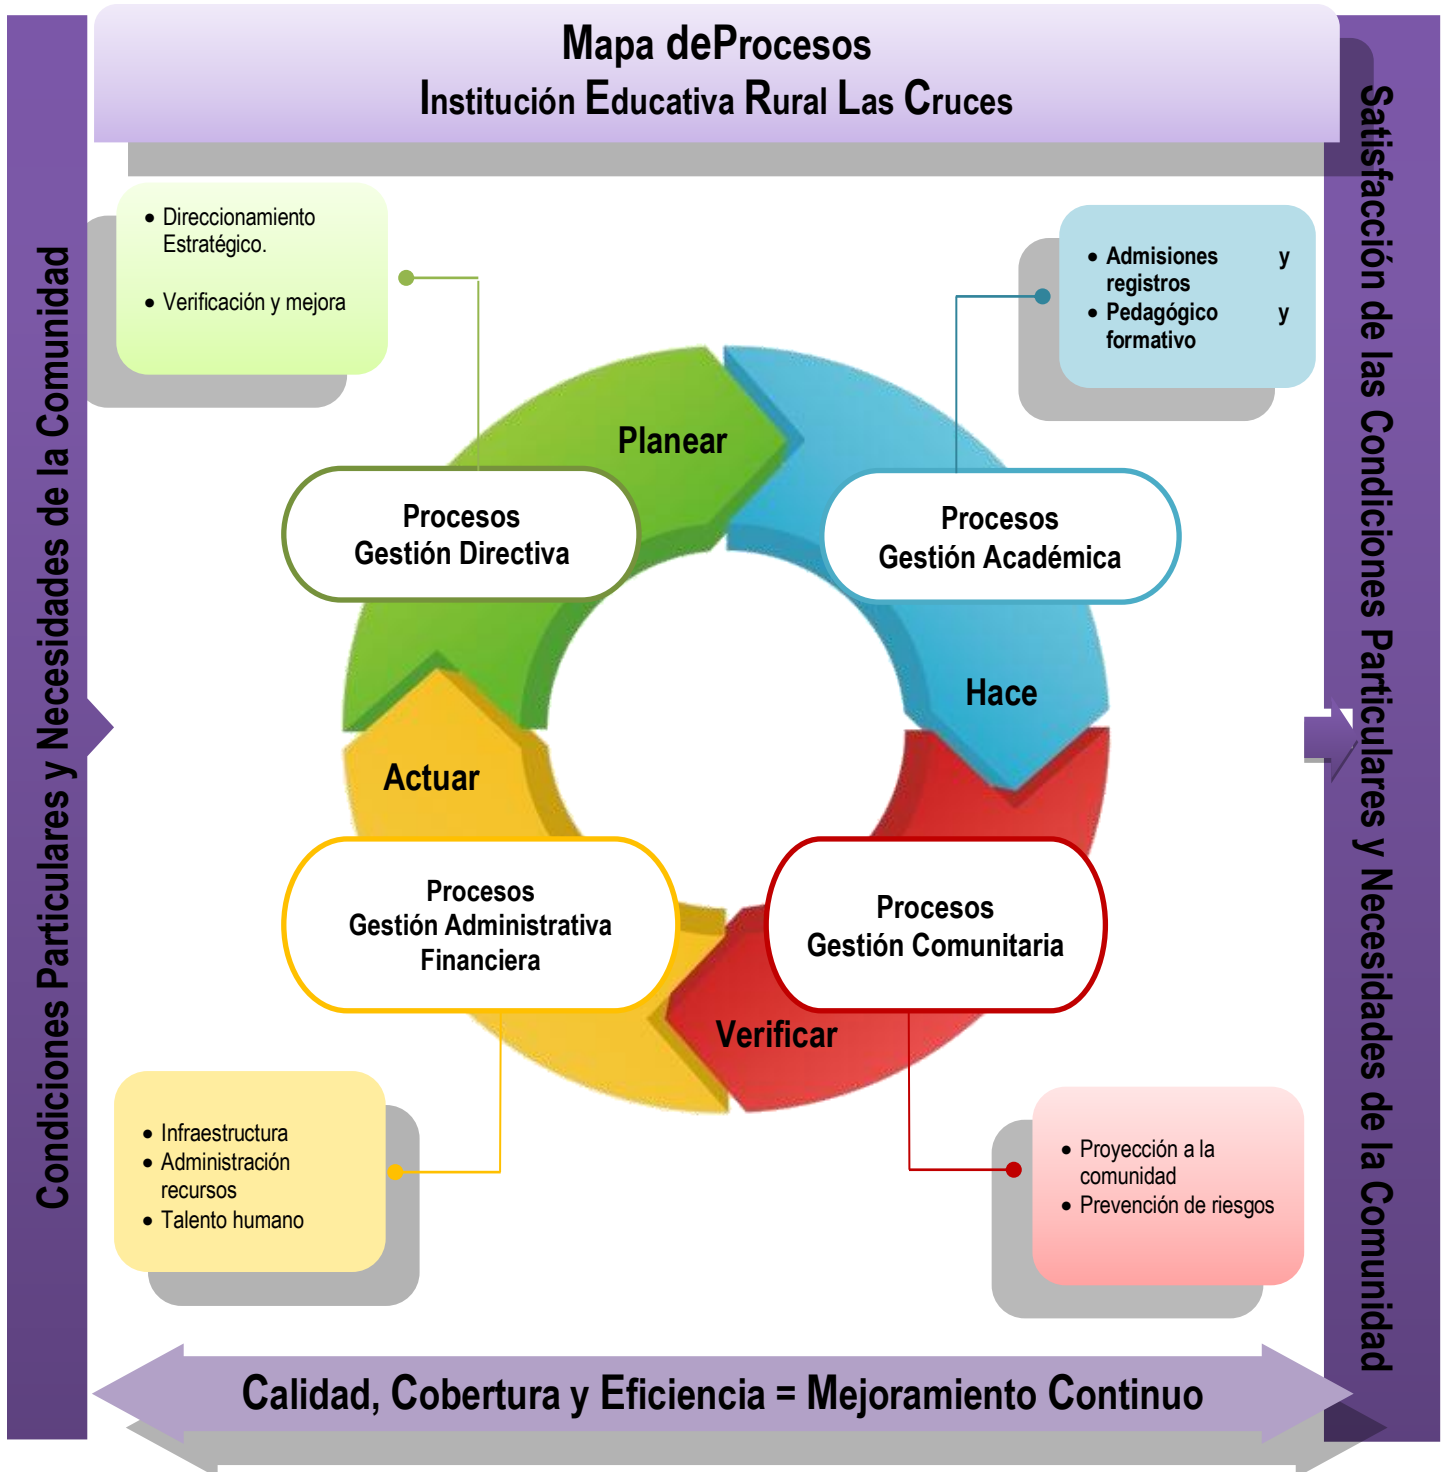 Mapa deProcesos
Institución Educativa Rural Las Cruces
Condiciones Particulares y Necesidades de la Comunidad
• Direccionamiento
Estratégico.
• Verificación y mejora
• Admisiones y
registros
• Pedagógico y
formativo
Planear
Procesos
Gestión Directiva
Procesos
Gestión Académica
Hace
Actuar
Procesos
Gestión Administrativa
Financiera
Procesos
Gestión Comunitaria
Verificar
• Infraestructura
• Administración
recursos
• Talento humano
• Proyección a la
comunidad
• Prevención de riesgos
Satisfacción de las Condiciones Particulares y Necesidades de la Comunidad
Calidad, Cobertura y Eficiencia = Mejoramiento Continuo